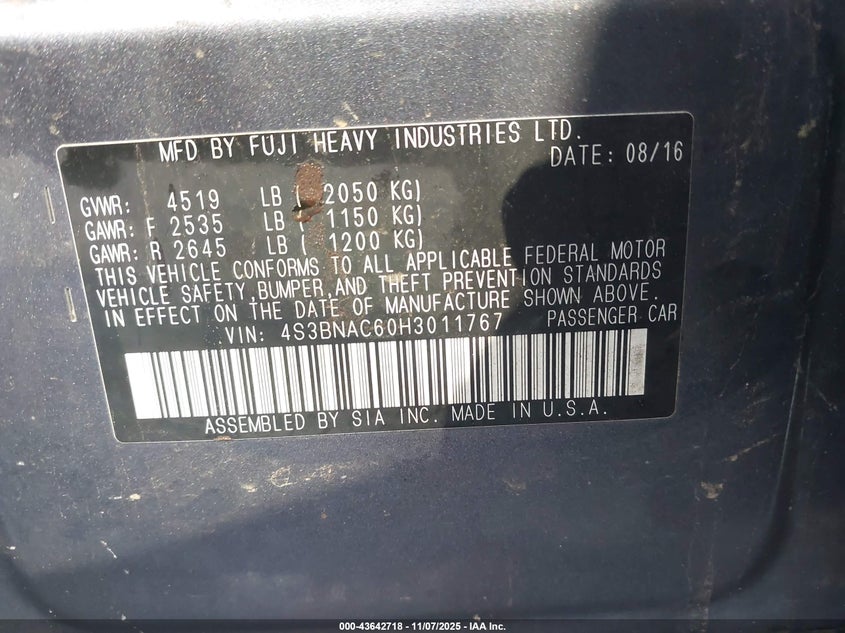 MFD BY FUJI HEAVY INDUSTRIES LTD.
DATE: 08/16
GVWR: 4519 LB ( 2050 KG)
GAWR: F 2535 LB ( 1150 KG)
GAWR: R 2645 LB ( 1200 KG)
THIS VEHICLE CONFORMS TO ALL APPLICABLE FEDERAL MOTOR
VEHICLE SAFETY,BUMPER,AND THEFT PREVENTION STANDARDS
IN EFFECT ON THE DATE OF MANUFACTURE SHOWN ABOVE.
VIN: 4S3BNAC60H3011767 PASSENGER CAR
ASSEMBLED BY SIA INC. MADE IN U.S.A.
000-43642718 - 11/07/2025 - IAA Inc.